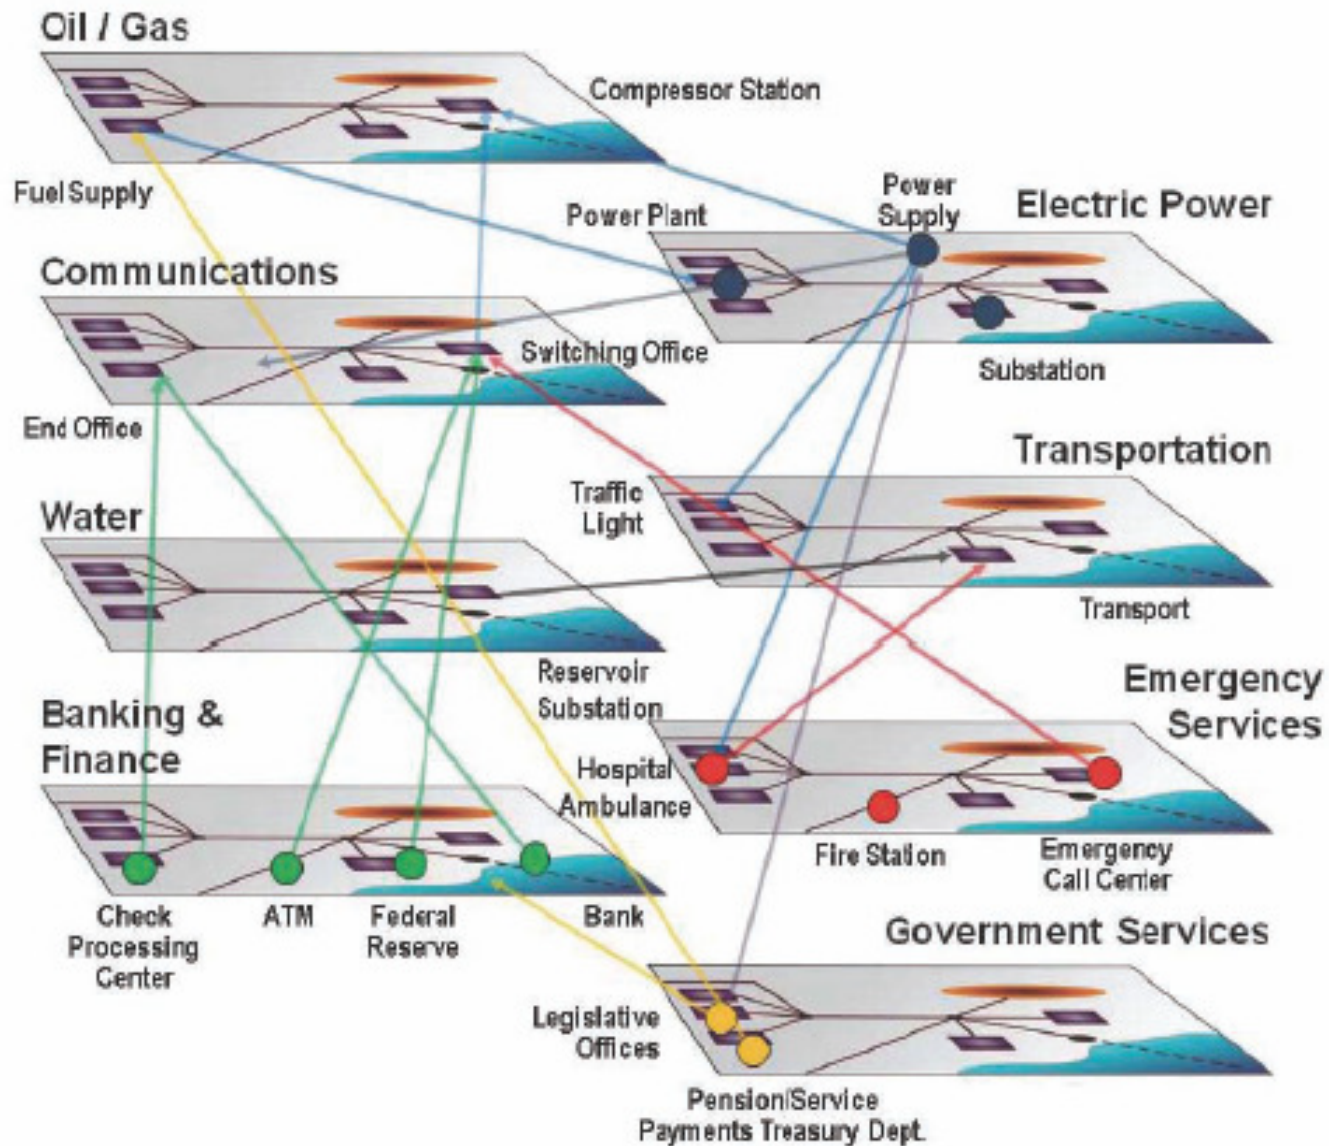 Oil / Gas
Compressor Station
Fuel Supply
Power Plant
Power
Supply
Electric Power
Communications
Switching Office
Substation
End Office
Transportation
Traffic
Light
Water
Transport
Reservoir
Substation
Emergency
Services
Banking &
Finance
Hospital
Ambulance
Fire Station
Emergency
Call Center
Check
Processing
Center
ATM
Federal
Reserve
Bank
Government Services
Legislative
Offices
Pension/Service
Payments Treasury Dept.